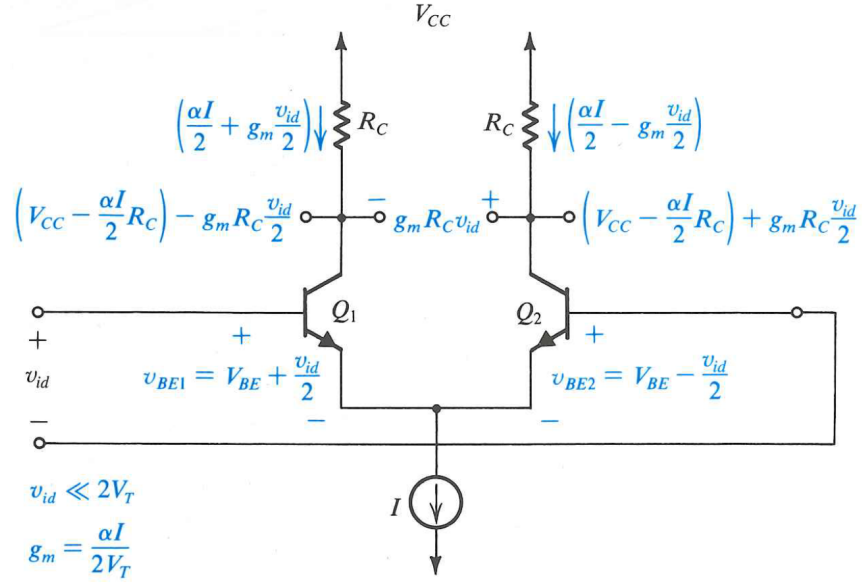 V_CC
(αI/2 + g_m v_id/2) R_C R_C (αI/2 − g_m v_id/2)
(V_CC − αI/2 R_C) − g_m R_C v_id/2 − g_m R_C v_id + (V_CC − αI/2 R_C) + g_m R_C v_id/2
Q_1 Q_2
+ + +
v_id v_BE1 = V_BE + v_id/2 v_BE2 = V_BE − v_id/2
− − −
v_id ≪ 2V_T I
g_m = αI/2V_T